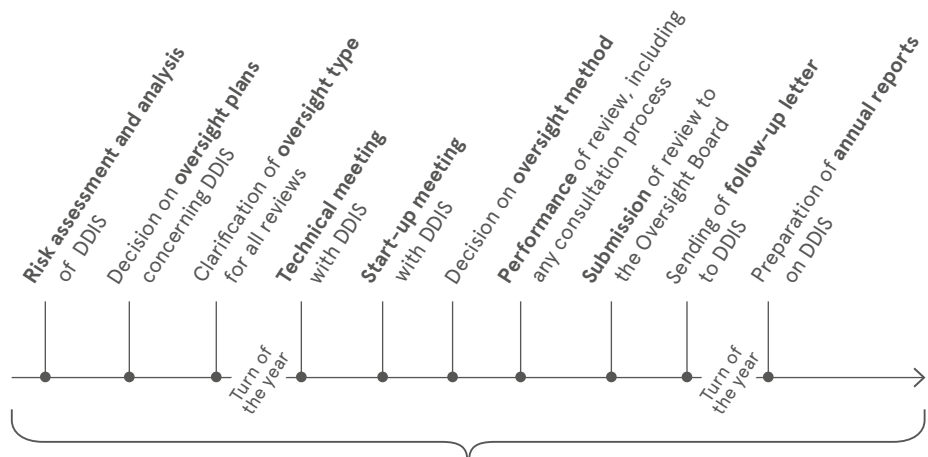 Risk assessment and analysis
of DDIS
Decision on oversight plans
concerning DDIS
Clarification of oversight type
for all reviews
Turn of
the year
Technical meeting
with DDIS
Start-up meeting
with DDIS
Decision on oversight method
Performance of review, including
any consultation process
Submission of review to
the Oversight Board
Sending of follow-up letter
to DDIS
Turn of
the year
Preparation of annual reports
on DDIS